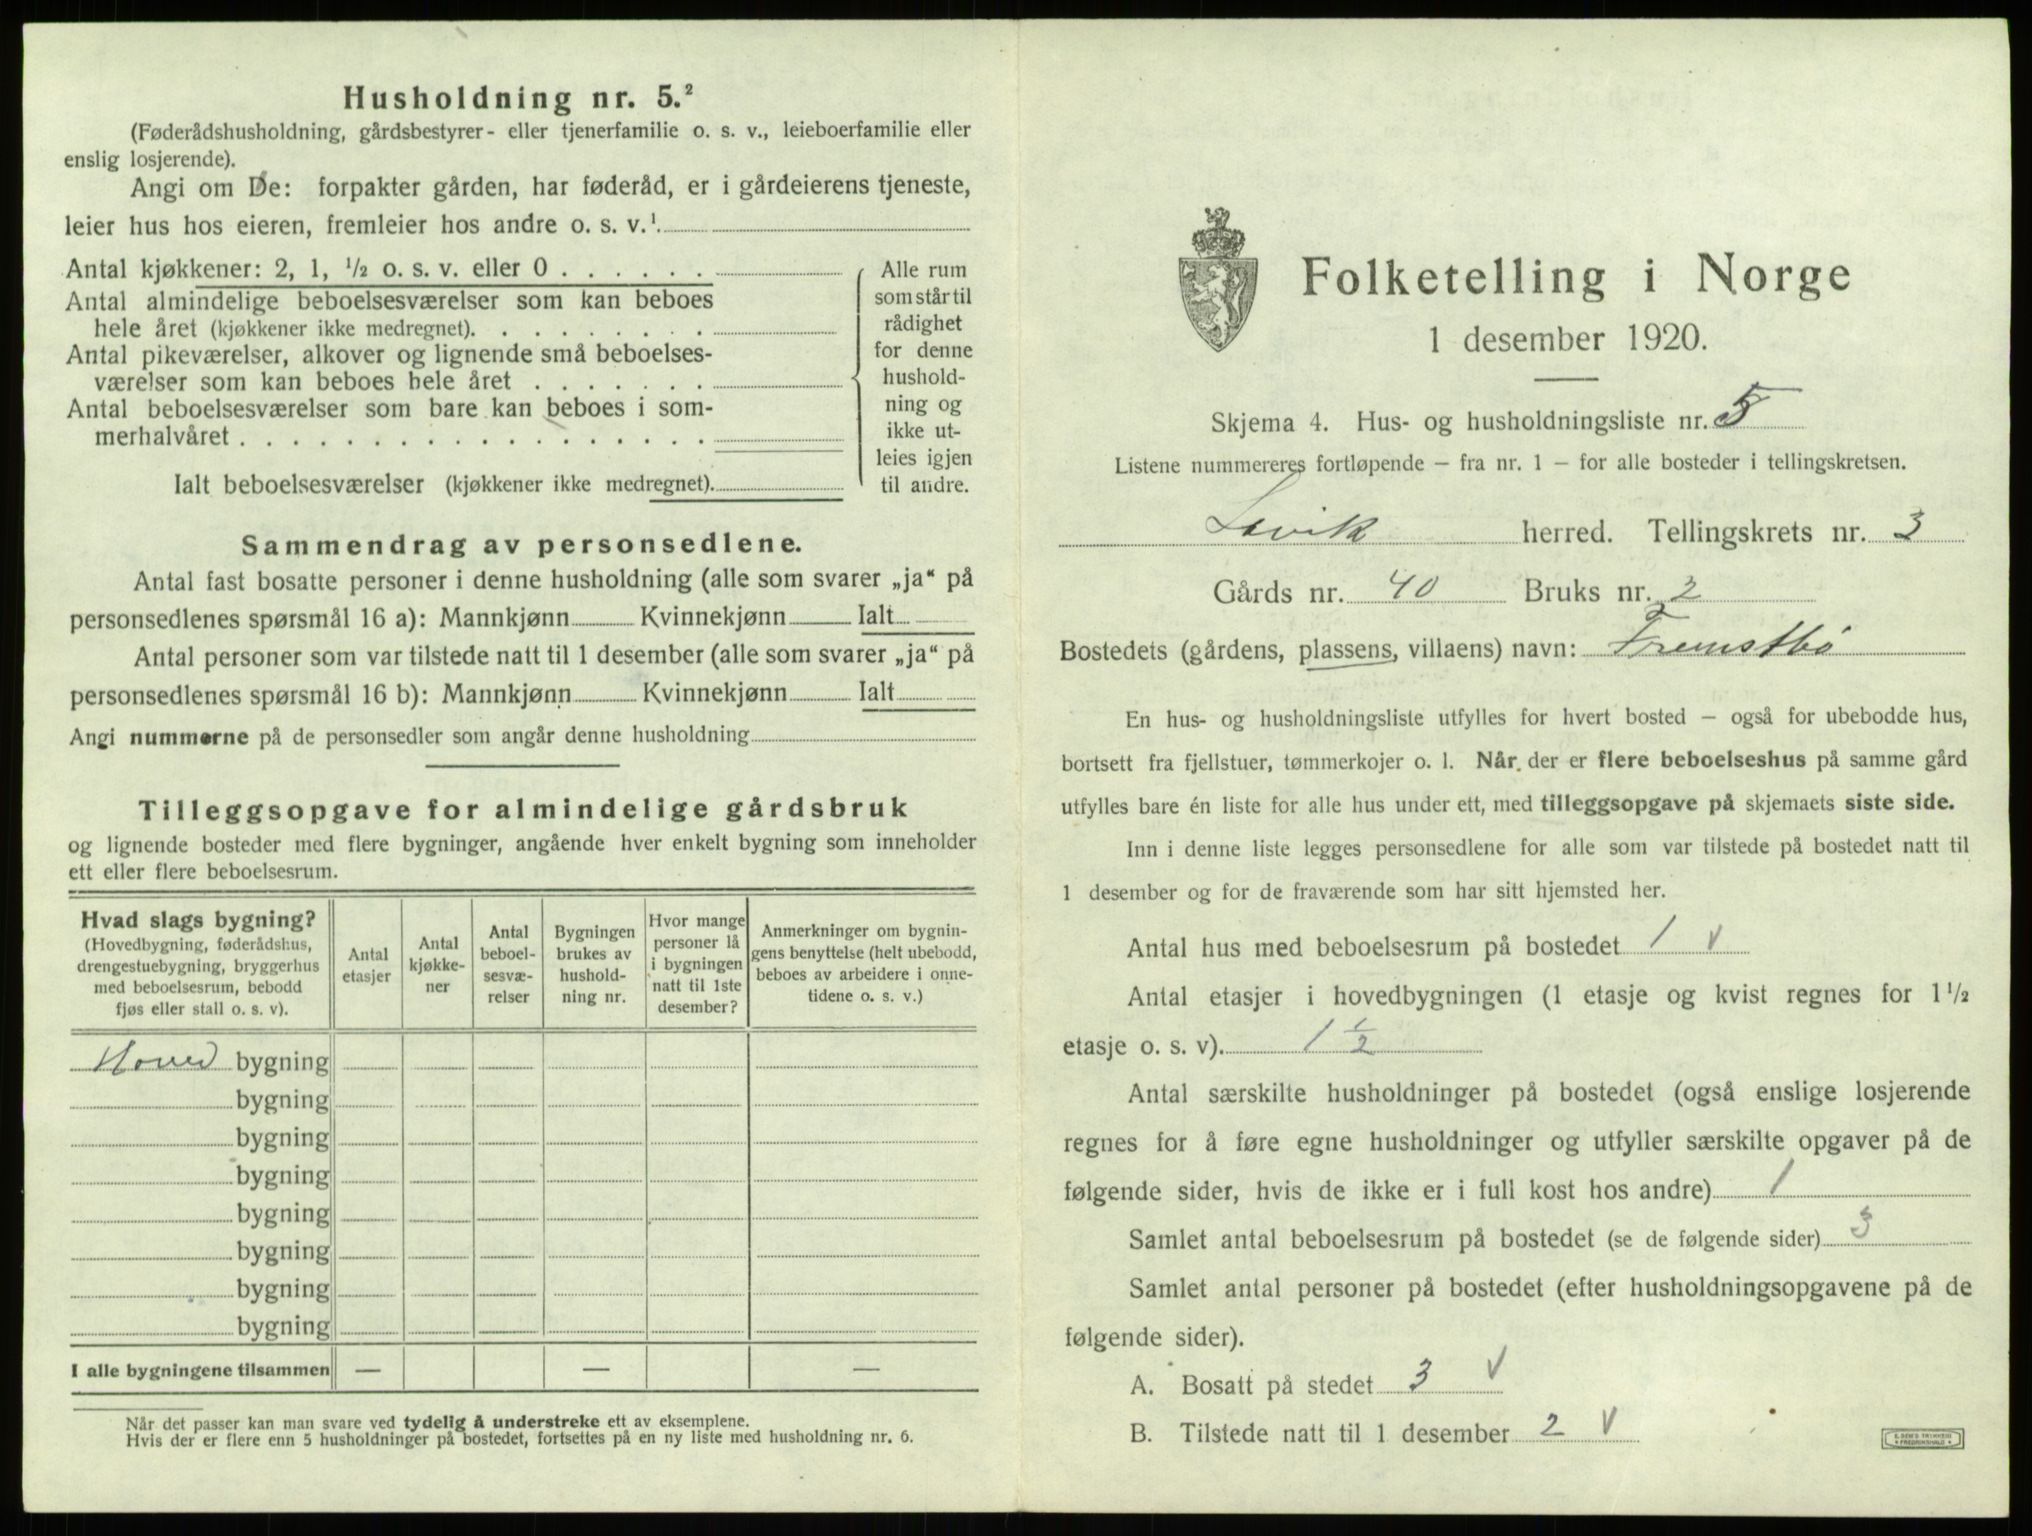 Husholdning nr. 5.²
(Føderådshusholdning, gårdsbestyrer- eller tjenerfamilie o. s. v., leieboerfamilie eller
enslig losjerende).
Angi om De: forpakter gården, har føderåd, er i gårdeierens tjeneste,
leier hus hos eieren, fremleier hos andre o. s. v.¹
Antal kjøkkener: 2, 1, ½ o. s. v. eller 0 . . . . . .
Antal almindelige beboelsesværelser som kan beboes
hele året (kjøkkener ikke medregnet). . . . . . . . .
Antal pikeværelser, alkover og lignende små beboelses-
værelser som kan beboes hele året . . . . . . .
Antal beboelsesværelser som bare kan beboes i som-
merhalvåret . . . . . . . . . . . . . . . . . .
Ialt beboelsesværelser (kjøkkener ikke medregnet).
Alle rum
som står til
rådighet
for denne
hushold-
ning og
ikke ut-
leies igjen
til andre.
Sammendrag av personsedlene.
Antal fast bosatte personer i denne husholdning (alle som svarer „ja“ på
personsedlenes spørsmål 16 a): Mannkjønn Kvinnekjønn Ialt
Antal personer som var tilstede natt til 1 desember (alle som svarer „ja“ på
personsedlenes spørsmål 16 b): Mannkjønn Kvinnekjønn Ialt
Angi nummerne på de personsedler som angår denne husholdning
Tilleggsopgave for almindelige gårdsbruk
og lignende bosteder med flere bygninger, angående hver enkelt bygning som inneholder
ett eller flere beboelsesrum.
Hvad slags bygning?
(Hovedbygning, føderådshus,
drengestuebygning, bryggerhus
med beboelsesrum, bebodd
fjøs eller stall o. s. v).
Antal
etasjer
Antal
kjøkke-
ner
Antal
beboel-
sesvæ-
relser
Bygningen
brukes av
hushold-
ning nr.
Hvor mange
personer lå
i bygningen
natt til 1ste
desember?
Anmerkninger om bygnin-
gens benyttelse (helt ubebodd,
beboes av arbeidere i onne-
tidene o. s. v.)
Hoved bygning
bygning
bygning
bygning
bygning
bygning
bygning
bygning
I alle bygningene tilsammen — — —
Når det passer kan man svare ved tydelig å understreke ett av eksemplene.
Hvis der er flere enn 5 husholdninger på bostedet, fortsettes på en ny liste med husholdning nr. 6.
Folketelling i Norge
1 desember 1920.
Skjema 4. Hus- og husholdningsliste nr. 5
Listene nummereres fortløpende – fra nr. 1 – for alle bosteder i tellingskretsen.
Lavik herred. Tellingskrets nr. 3
Gårds nr. 40 Bruks nr. 2
Bostedets (gårdens, plassens, villaens) navn: Fremstbø
En hus- og husholdningsliste utfylles for hvert bosted – også for ubebodde hus,
bortsett fra fjellstuer, tømmerkojer o. l. Når der er flere beboelseshus på samme gård
utfylles bare én liste for alle hus under ett, med tilleggsopgave på skjemaets siste side.
Inn i denne liste legges personsedlene for alle som var tilstede på bostedet natt til
1 desember og for de fraværende som har sitt hjemsted her.
Antal hus med beboelsesrum på bostedet 1 v
Antal etasjer i hovedbygningen (1 etasje og kvist regnes for 1½
etasje o. s. v). 1½
Antal særskilte husholdninger på bostedet (også enslige losjerende
regnes for å føre egne husholdninger og utfyller særskilte opgaver på de
følgende sider, hvis de ikke er i full kost hos andre) 1
Samlet antal beboelsesrum på bostedet (se de følgende sider) 3
Samlet antal personer på bostedet (efter husholdningsopgavene på de
følgende sider).
A. Bosatt på stedet 3 v
B. Tilstede natt til 1 desember 2 v